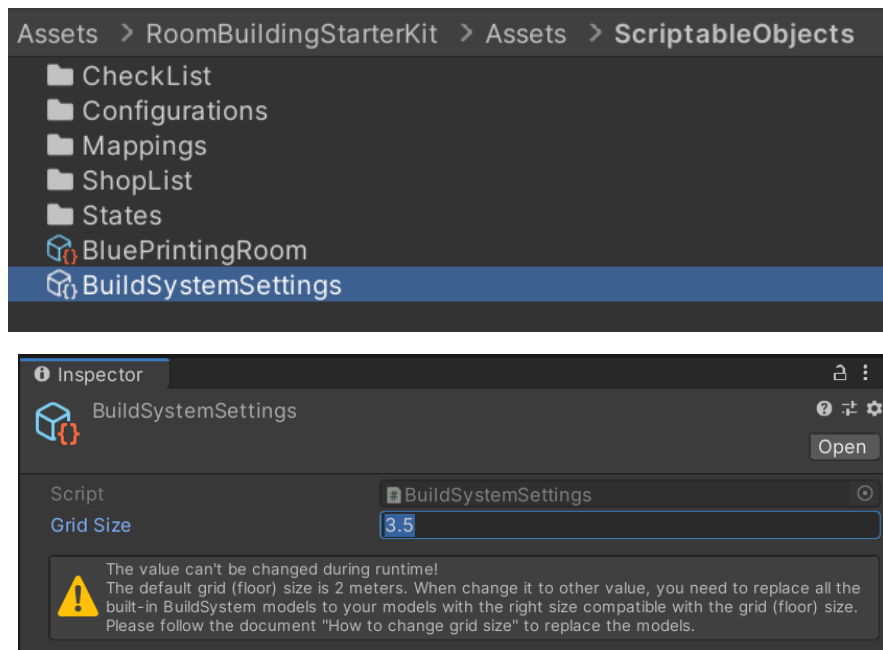 Assets > RoomBuildingStarterKit > Assets > ScriptableObjects
CheckList
Configurations
Mappings
ShopList
States
BluePrintingRoom
BuildSystemSettings
Inspector
BuildSystemSettings
Open
Script BuildSystemSettings
Grid Size 3.5
The value can't be changed during runtime!
The default grid (floor) size is 2 meters. When change it to other value, you need to replace all the
built-in BuildSystem models to your models with the right size compatible with the grid (floor) size.
Please follow the document "How to change grid size" to replace the models.